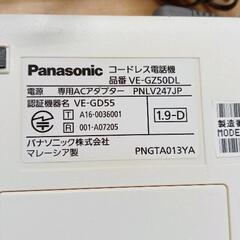 Panasonic コードレス電話機
品番 VE-GZ50DL
電源 専用ACアダプター PNLV247JP
認証機器名 VE-GD55
T A16-0036001
R 001-A07205
1.9-D
パナソニック株式会社
マレーシア製 PNGTA013YA
製造番
MODE